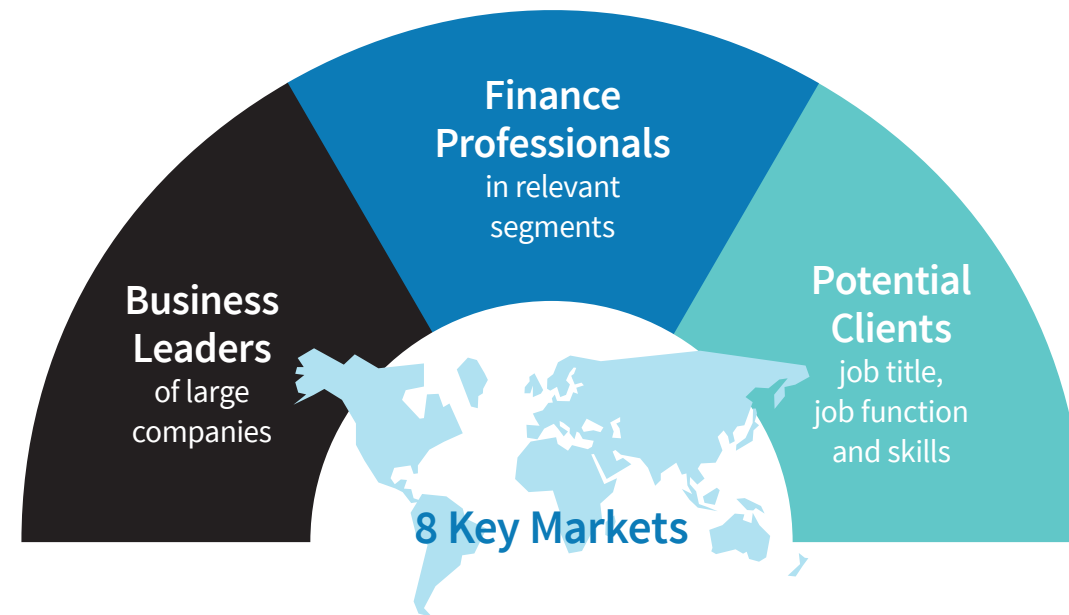 Business
Leaders
of large
companies
Finance
Professionals
in relevant
segments
Potential
Clients
job title,
job function
and skills
8 Key Markets